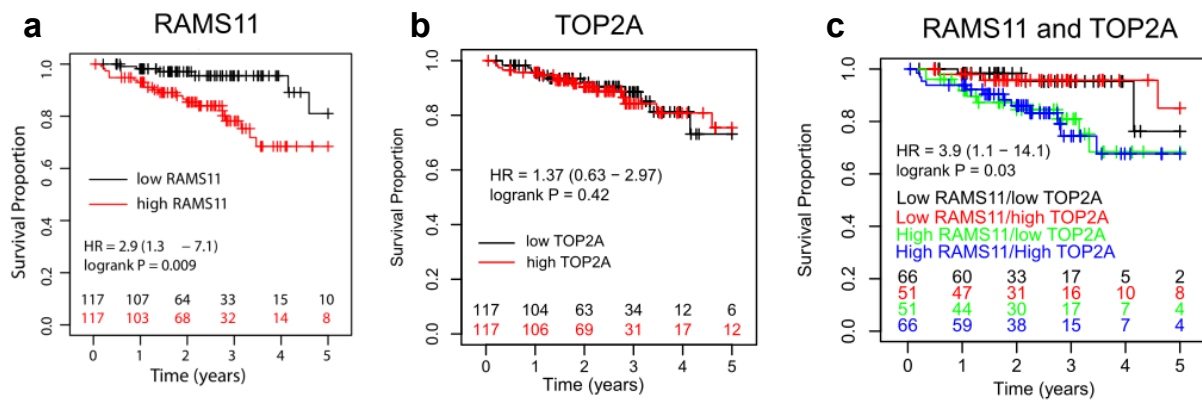 a
RAMS11
Survival Proportion
1.0
0.8
0.6
0.4
0.2
0.0
low RAMS11
high RAMS11
HR = 2.9 (1.3 – 7.1)
logrank P = 0.009
117 107 64 33 15 10
117 103 68 32 14 8
0 1 2 3 4 5
Time (years)
b
TOP2A
Survival Proportion
1.0
0.8
0.6
0.4
0.2
0.0
HR = 1.37 (0.63 − 2.97)
logrank P = 0.42
low TOP2A
high TOP2A
117 104 63 34 12 6
117 106 69 31 17 12
0 1 2 3 4 5
Time (years)
c
RAMS11 and TOP2A
Survival Proportion
1.0
0.8
0.6
0.4
0.2
0.0
HR = 3.9 (1.1 − 14.1)
logrank P = 0.03
Low RAMS11/low TOP2A
Low RAMS11/high TOP2A
High RAMS11/low TOP2A
High RAMS11/High TOP2A
66 60 33 17 5 2
51 47 31 16 10 8
51 44 30 17 7 4
66 59 38 15 7 4
0 1 2 3 4 5
Time (years)